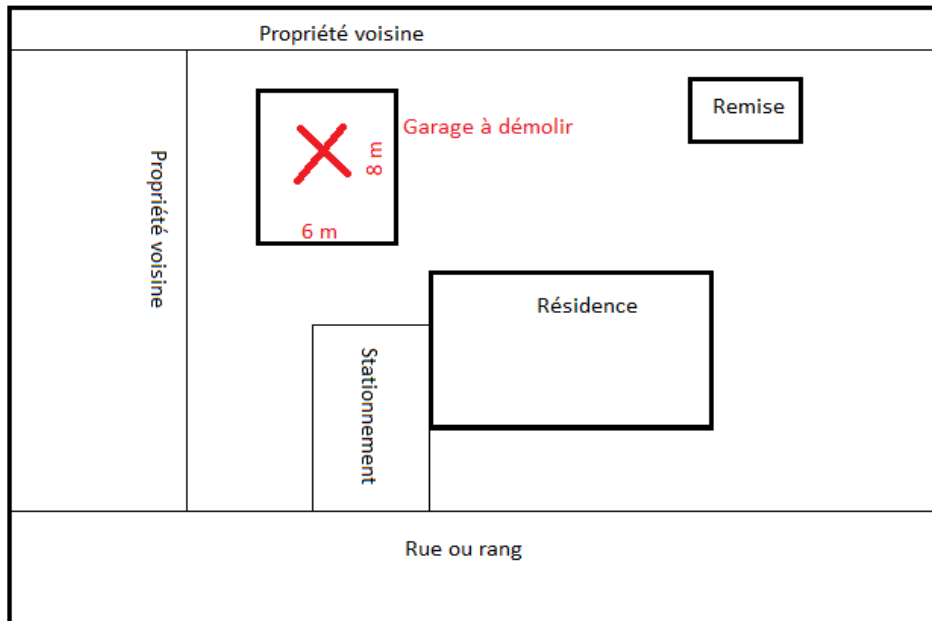 Propriété voisine
Remise
Garage à démolir
8 m
6 m
Propriété voisine
Résidence
Stationnement
Rue ou rang